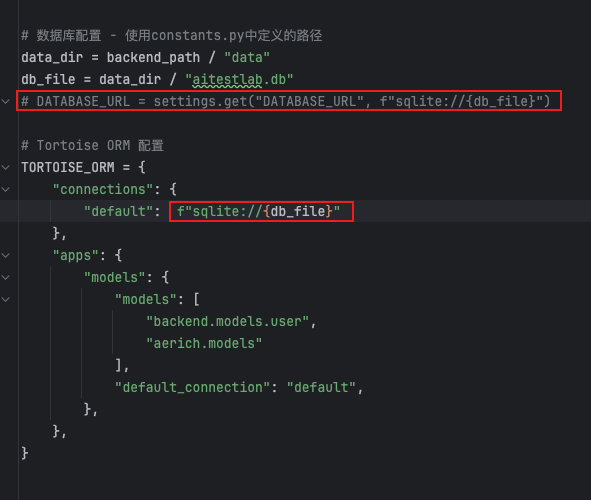 # 数据库配置 - 使用constants.py中定义的路径
data_dir = backend_path / "data"
db_file = data_dir / "aitestlab.db"
# DATABASE_URL = settings.get("DATABASE_URL", f"sqlite://{db_file}")
# Tortoise ORM 配置
TORTOISE_ORM = {
    "connections": {
        "default": f"sqlite://{db_file}"
    },
    "apps": {
        "models": {
            "models": [
                "backend.models.user",
                "aerich.models"
            ],
            "default_connection": "default",
        },
    },
}